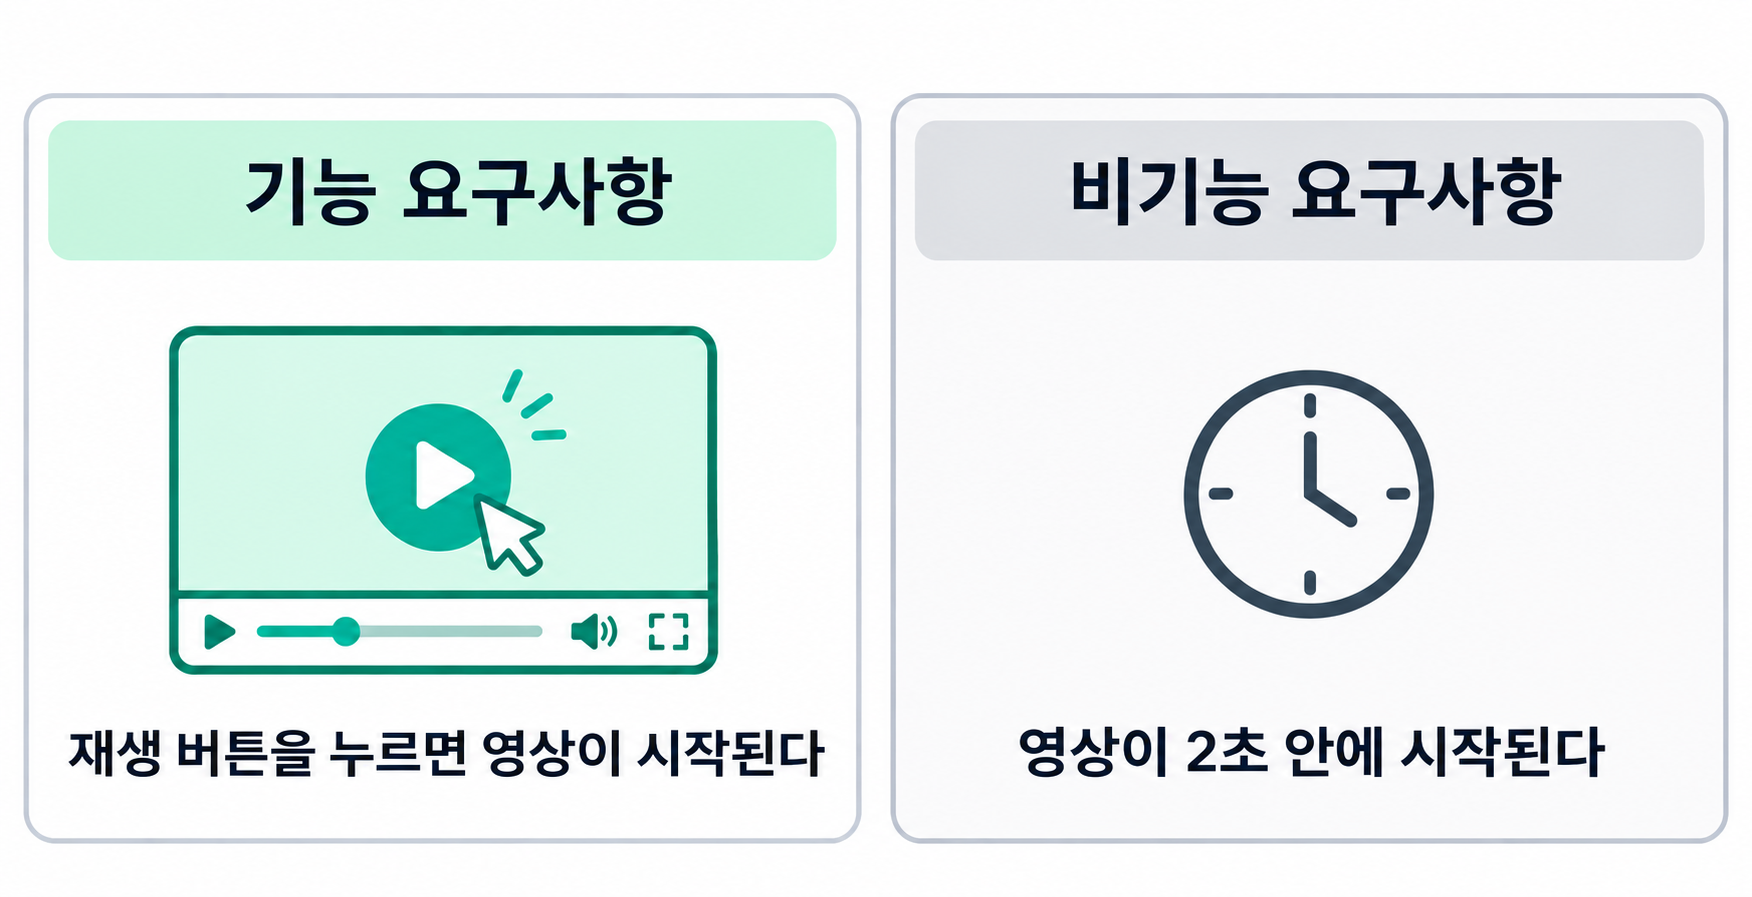 기능 요구사항
재생 버튼을 누르면 영상이 시작된다
비기능 요구사항
영상이 2초 안에 시작된다